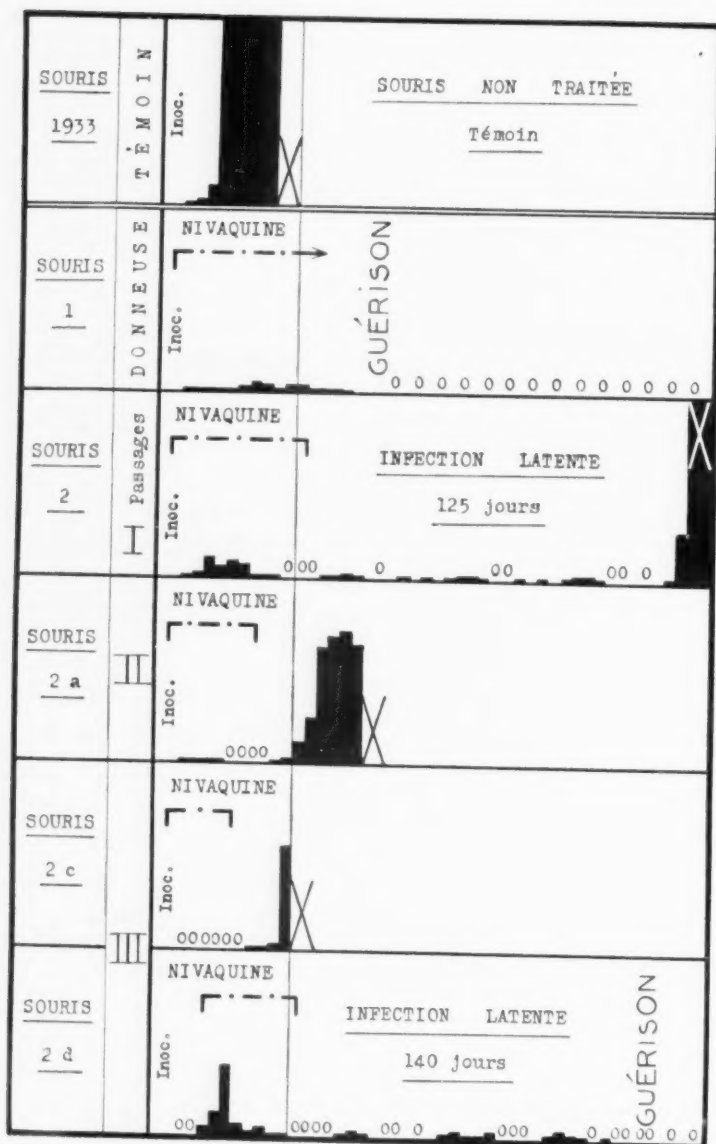 SOURIS
1933
TÉMOIN
Inoc.
SOURIS NON TRAITÉE
Témoin
SOURIS
1
DONNEUSE
NIVAQUINE
Inoc.
GUÉRISON
0 0 0 0 0 0 0 0 0 0 0 0 0 0
SOURIS
2
I Passages
NIVAQUINE
Inoc.
INFECTION LATENTE
125 jours
000 0 00 00 0
SOURIS
2 a
II
NIVAQUINE
Inoc.
0000
SOURIS
2 c
NIVAQUINE
Inoc.
000000
III
SOURIS
2 d
NIVAQUINE
Inoc.
INFECTION LATENTE
140 jours
GUÉRISON
00 0000 00 0 000 0 00 00 0